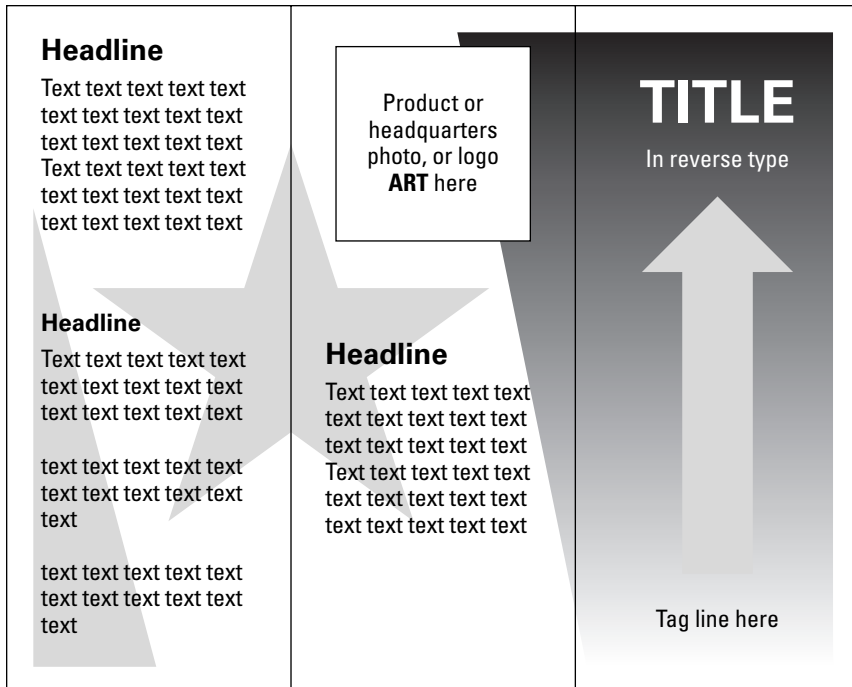 Headline
Text text text text text
text text text text text
text text text text text
Text text text text text
text text text text text
text text text text text
Headline
Text text text text text
text text text text text
text text text text text
text text text text text
text text text text text
text
text text text text text
text text text text text
text
Product or
headquarters
photo, or logo
ART here
Headline
Text text text text text
text text text text text
text text text text text
Text text text text text
text text text text text
text text text text text
TITLE
In reverse type
Tag line here